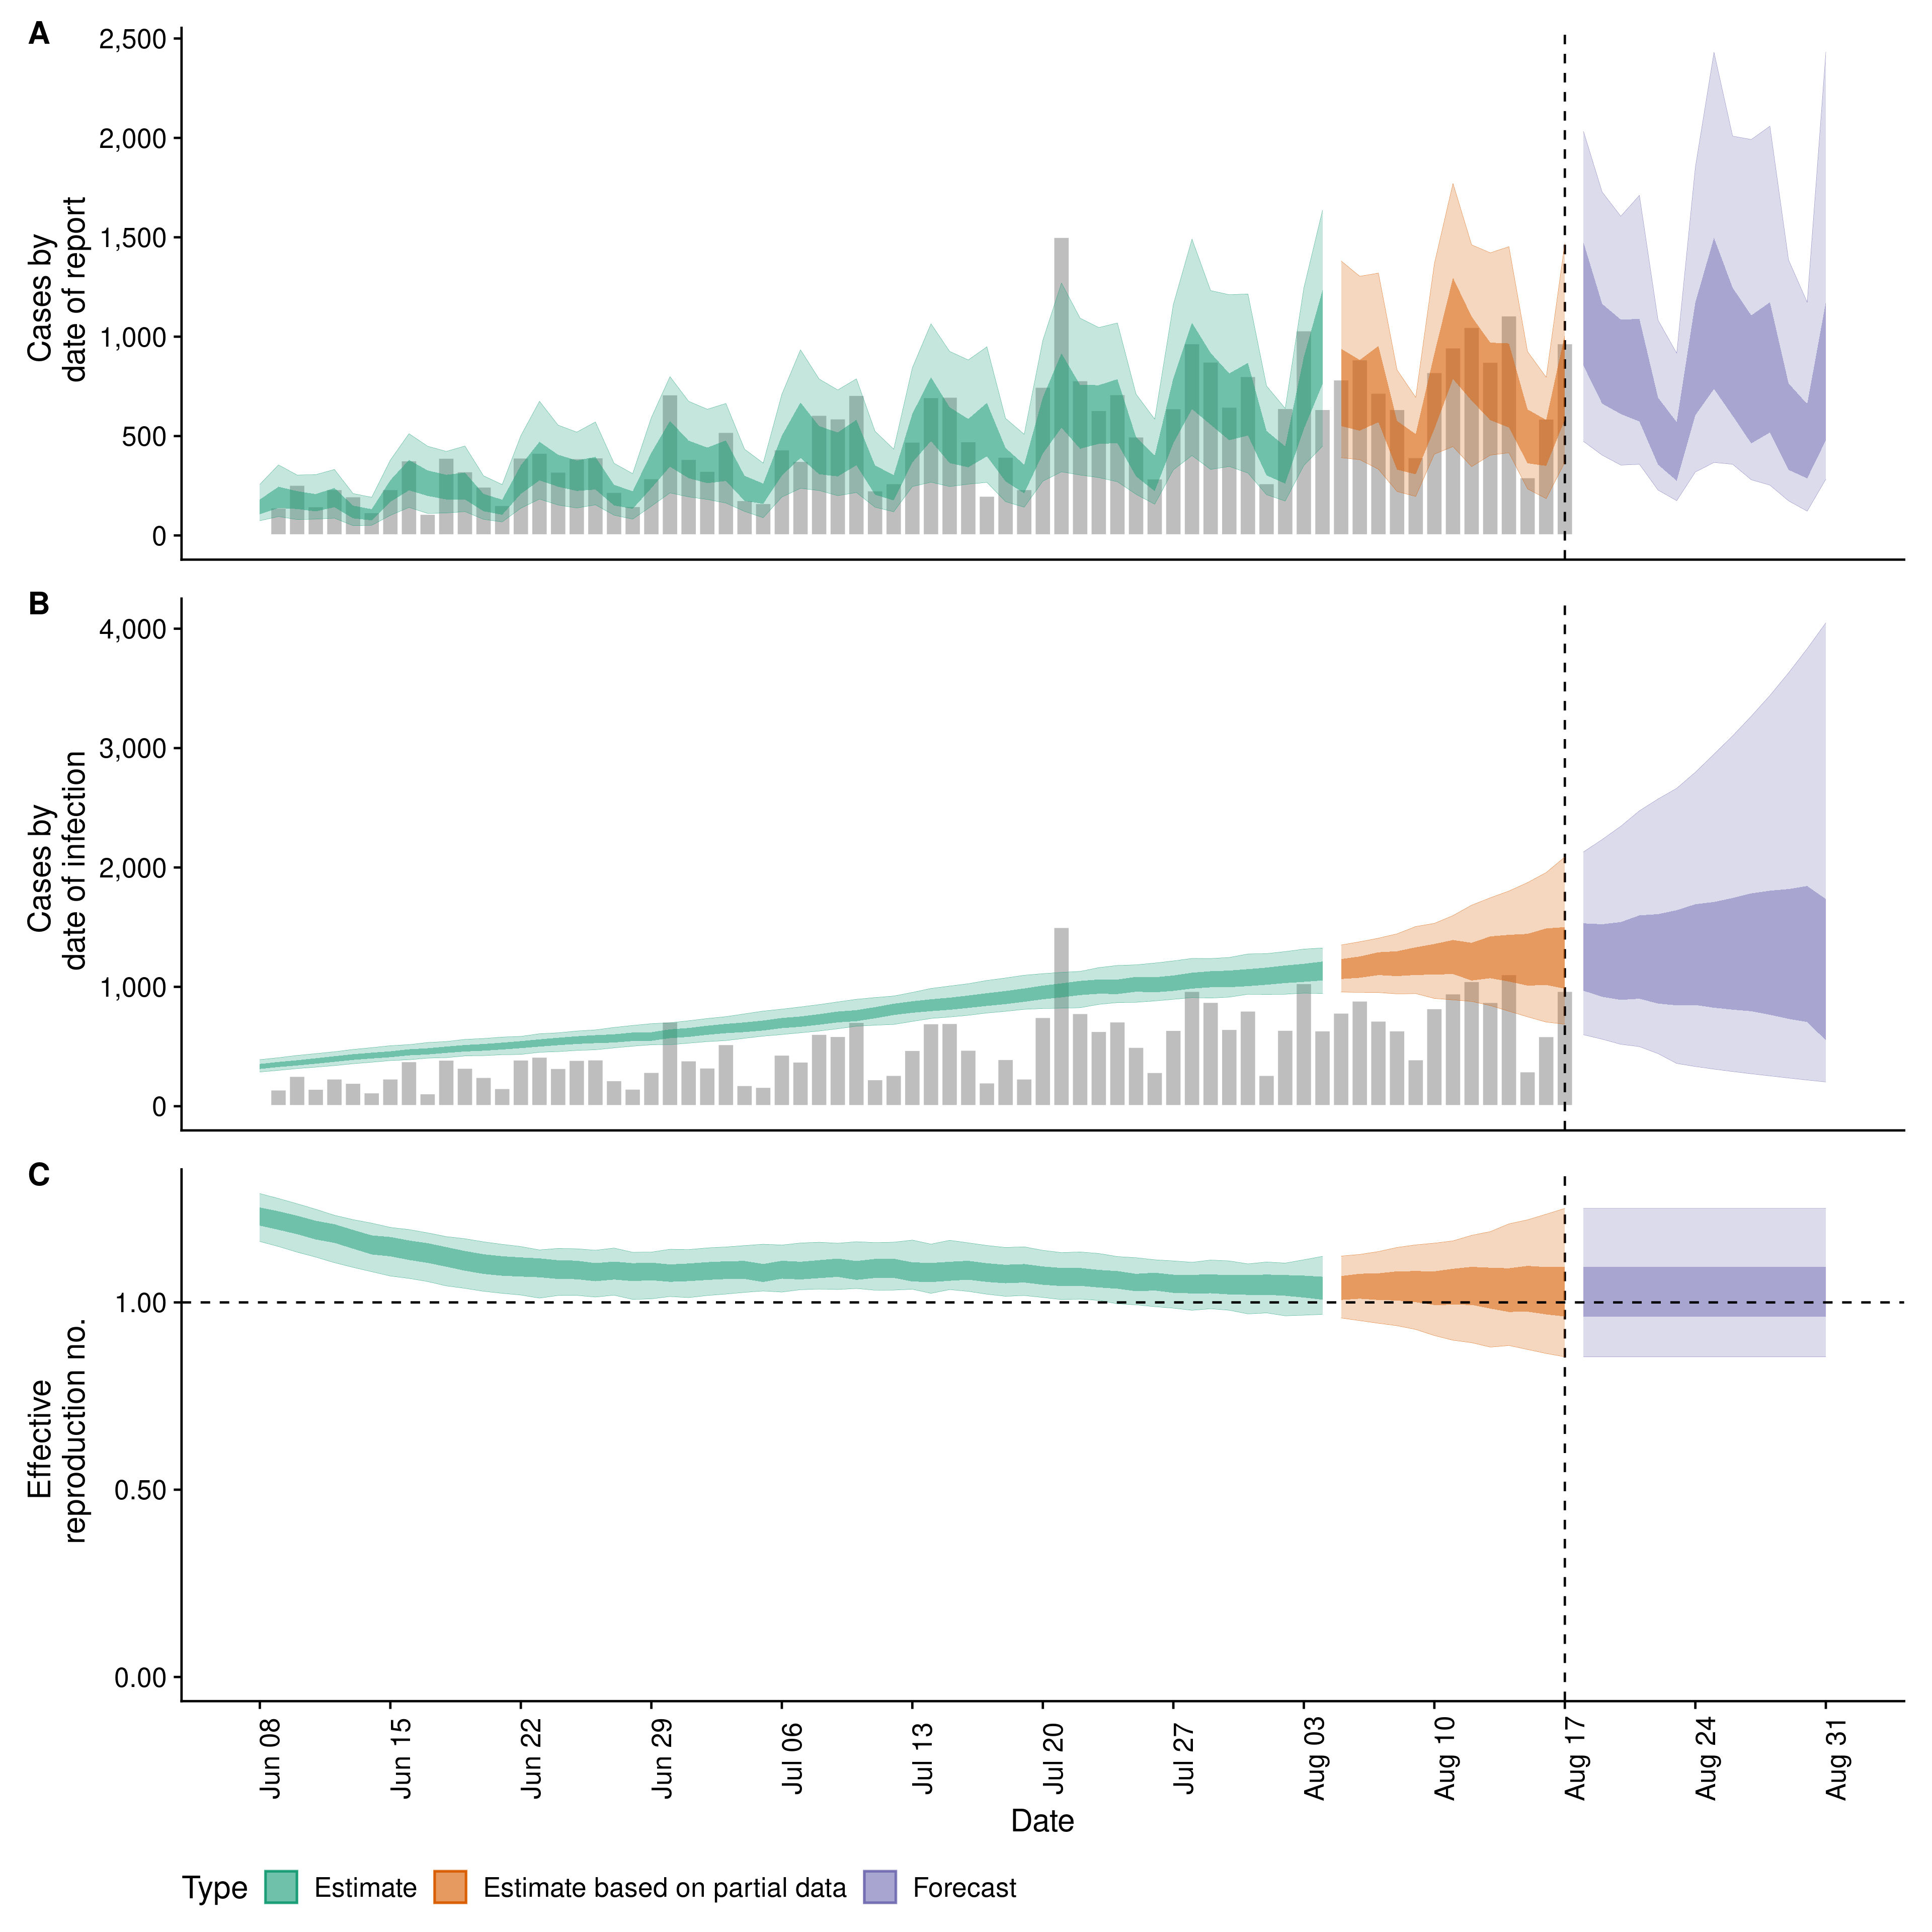 A
Cases by
date of report
2,500
2,000
1,500
1,000
500
0
B
Cases by
date of infection
4,000
3,000
2,000
1,000
0
C
Effective
reproduction no.
1.00
0.50
0.00
Jun 08
Jun 15
Jun 22
Jun 29
Jul 06
Jul 13
Jul 20
Jul 27
Aug 03
Aug 10
Aug 17
Aug 24
Aug 31
Date
Type Estimate Estimate based on partial data Forecast